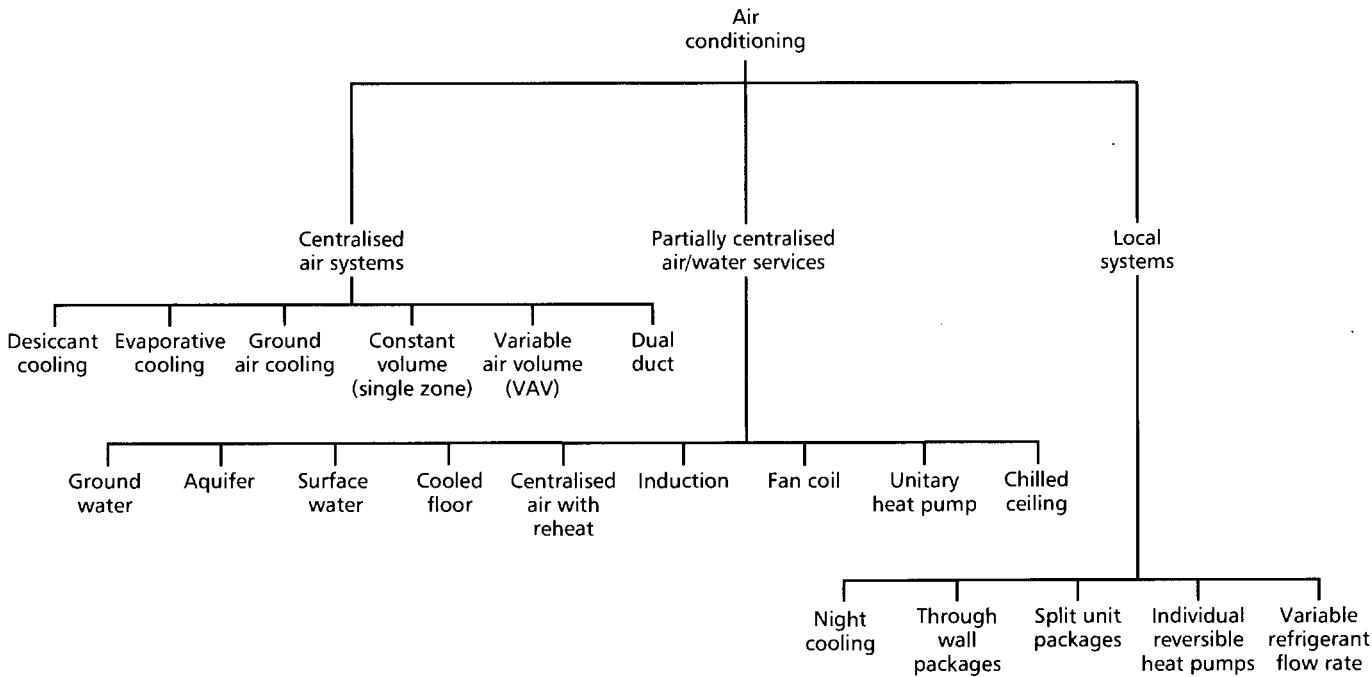 Air
conditioning
Centralised
air systems
Partially centralised
air/water services
Local
systems
Desiccant
cooling
Evaporative
cooling
Ground
air cooling
Constant
volume
(single zone)
Variable
air volume
(VAV)
Dual
duct
Ground
water
Aquifer
Surface
water
Cooled
floor
Centralised
air with
reheat
Induction
Fan coil
Unitary
heat pump
Chilled
ceiling
Night
cooling
Through
wall
packages
Split unit
packages
Individual
reversible
heat pumps
Variable
refrigerant
flow rate